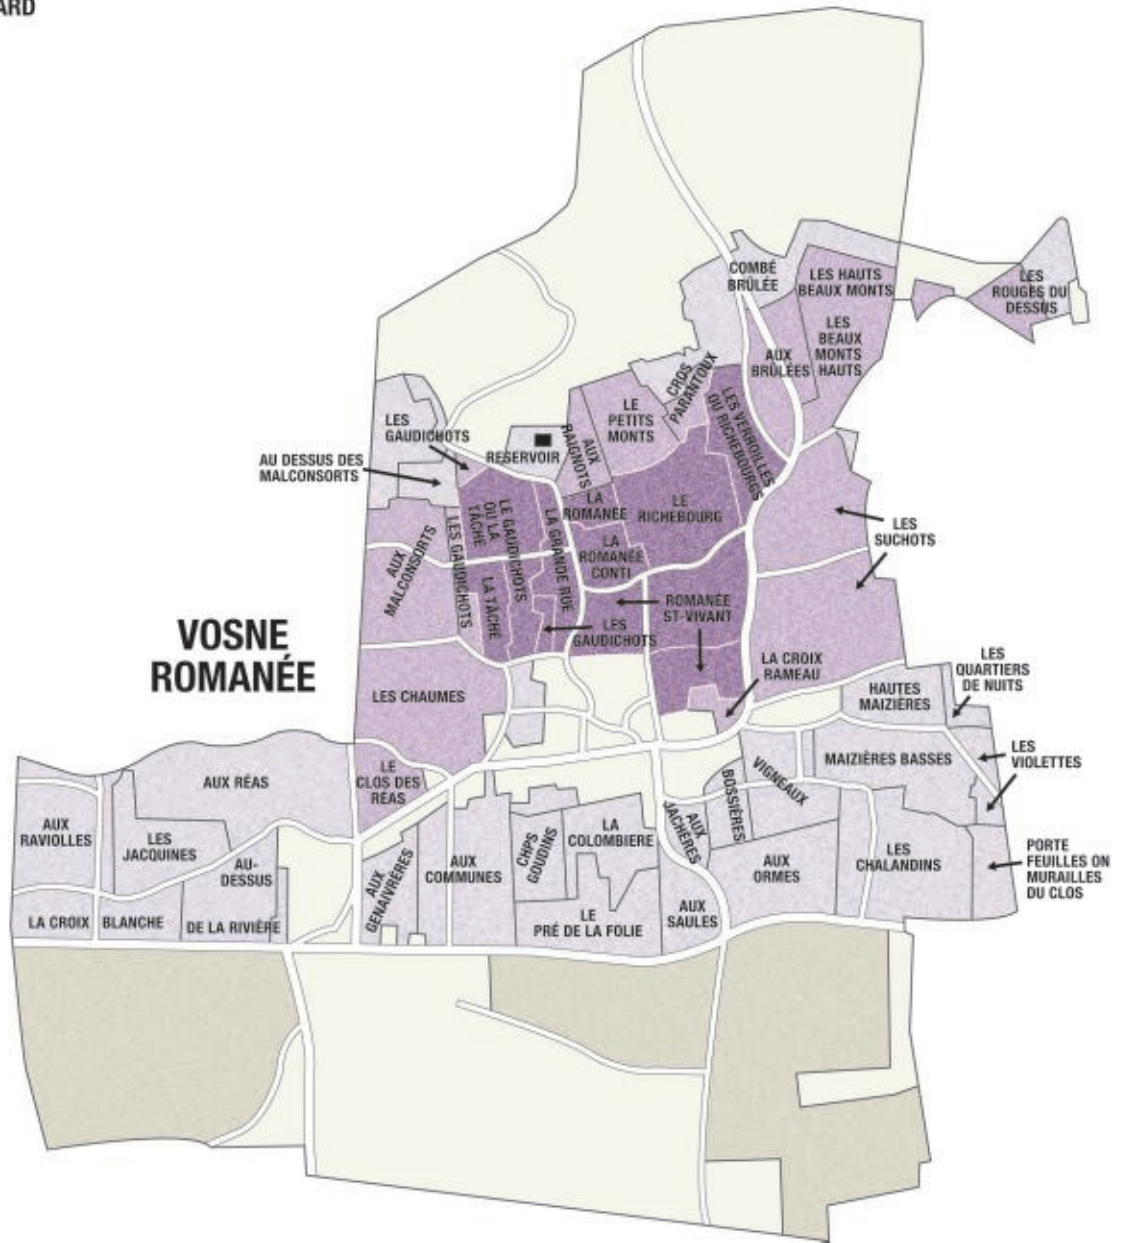 ARD
COMBÉ
BRÛLÉE
LES HAUTS
BEAUX MONTS
LES
ROUGES DU
DESSUS
LES
BEAUX
MONTS
HAUTS
AUX
BRÛLÉES
CROS
PARANTOUX
LE
PETITS
MONTS
LES VERROILLES
OU RICHEBOURGS
AUX
RAIGNOTS
LES
GAUDICHOTS
RESERVOIR
AU DESSUS DES
MALCONSORTS
LA
ROMANÉE
LE
RICHEBOURG
LES
SUCHOTS
LE GAUDICHOTS
OU LA
TÂCHE
LA GRANDE RUE
AUX
MALCONSORTS
LES GAUDICHOTS
LA TÂCHE
LA
ROMANÉE
CONTI
ROMANÉE
ST-VIVANT
LES
GAUDICHOTS
VOSNE
ROMANÉE
LA CROIX
RAMEAU
LES
QUARTIERS
DE NUITS
LES CHAUMES
HAUTES
MAIZIÈRES
LES
VIOLETTES
MAIZIÈRES BASSES
VIGNEAUX
BOSSIÈRES
AUX RÉAS
LE
CLOS DES
RÉAS
AUX
RAVIOLLES
LES
JACQUINES
AU-
DESSUS
AUX
GENAIVRÈRES
AUX
COMMUNES
CHPS
GOUDINS
LA
COLOMBIERE
AUX
JACHÈRES
AUX
ORMES
LES
CHALANDINS
PORTE
FEUILLES ON
MURAILLES
DU CLOS
LA CROIX BLANCHE
DE LA RIVIÈRE
LE
PRÉ DE LA FOLIE
AUX
SAULES